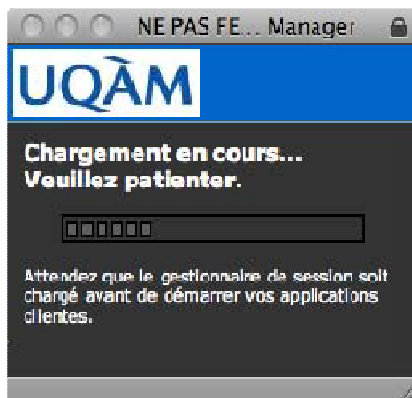 NE PAS FE... Manager
UQÀM
Chargement en cours...
Veuillez patienter.
Attendez que le gestionnaire de session soit
chargé avant de démarrer vos applications
clientes.